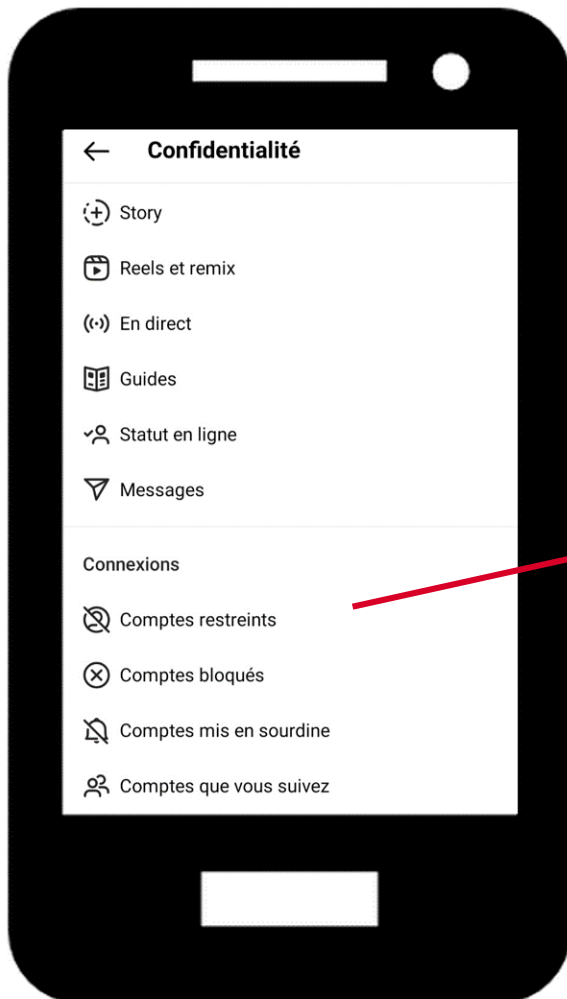 Confidentialité
Story
Reels et remix
En direct
Guides
Statut en ligne
Messages
Connexions
Comptes restreints
Comptes bloqués
Comptes mis en sourdine
Comptes que vous suivez